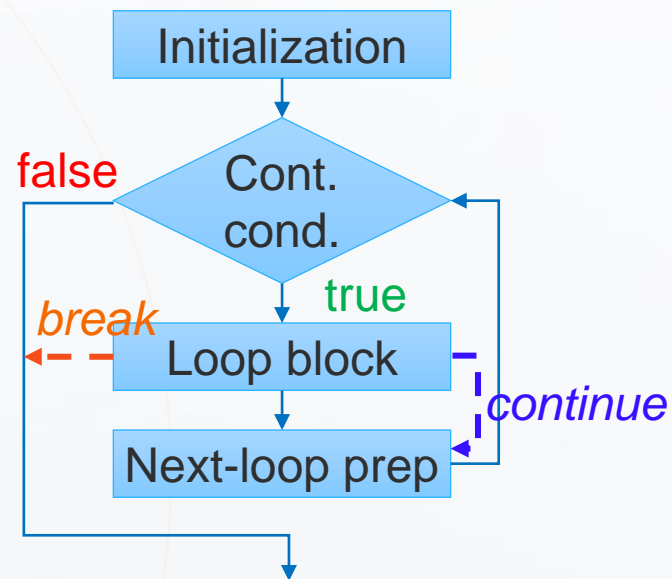 Initialization
false
Cont.
cond.
true
break
Loop block
continue
Next-loop prep